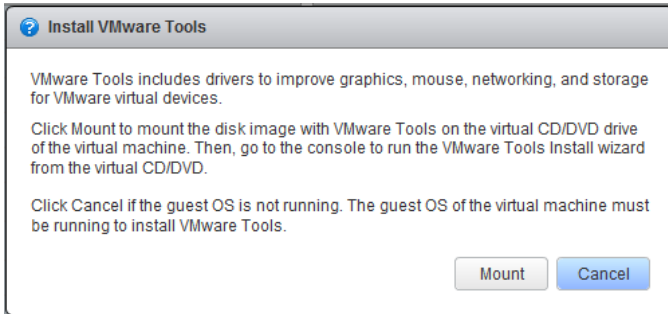 Install VMware Tools
VMware Tools includes drivers to improve graphics, mouse, networking, and storage
for VMware virtual devices.
Click Mount to mount the disk image with VMware Tools on the virtual CD/DVD drive
of the virtual machine. Then, go to the console to run the VMware Tools Install wizard
from the virtual CD/DVD.
Click Cancel if the guest OS is not running. The guest OS of the virtual machine must
be running to install VMware Tools.
Mount Cancel